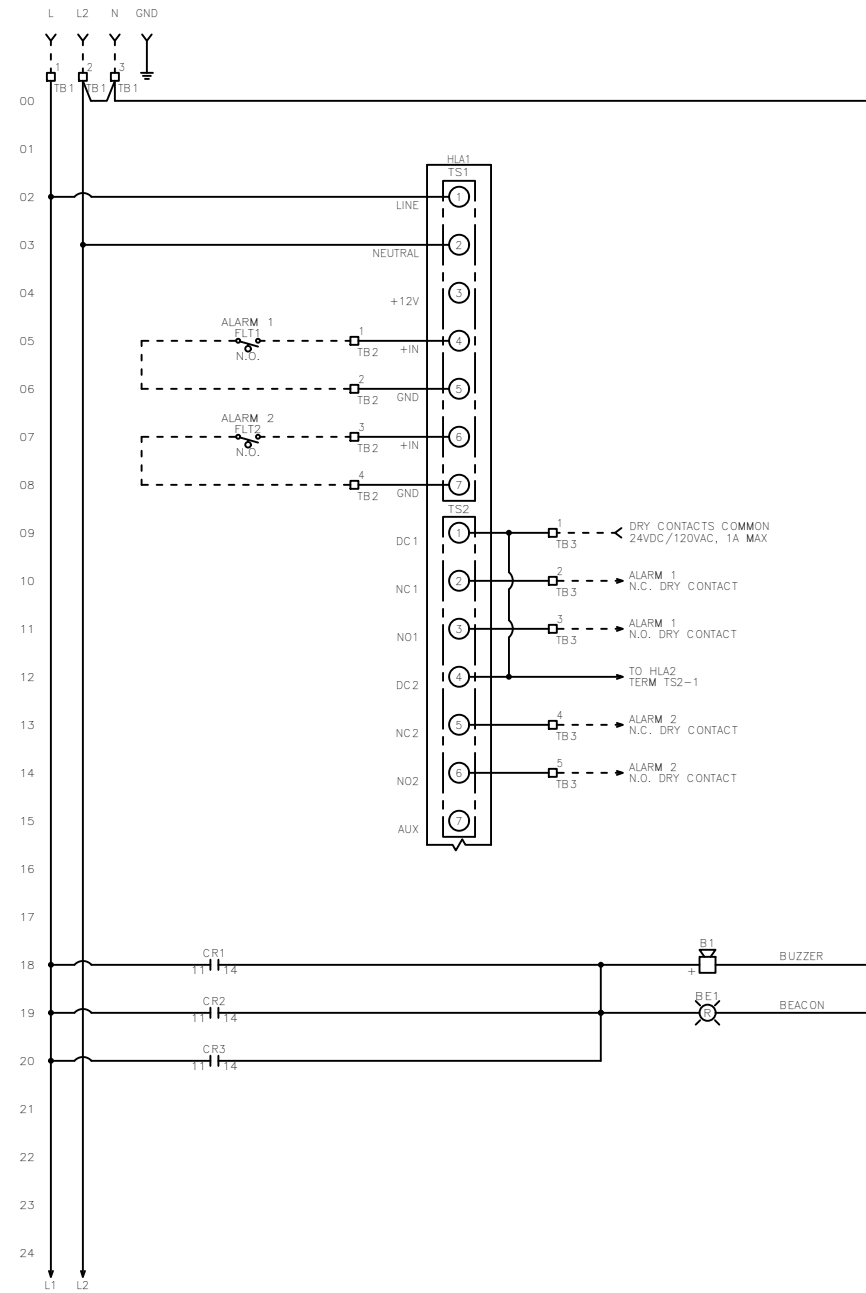 L L2 N GND
1 2 3
TB1 TB1 TB1
00
01
HLA1
TS1
02 LINE 1
03 NEUTRAL 2
04 +12V 3
ALARM 1
FLT1
N.O.
05 1 TB2 +IN 4
06 2 TB2 GND 5
ALARM 2
FLT2
N.O.
07 3 TB2 +IN 6
08 4 TB2 GND 7
TS2
09 DC1 1 1 TB3 DRY CONTACTS COMMON
24VDC/120VAC, 1A MAX
10 NC1 2 2 TB3 ALARM 1
N.C. DRY CONTACT
11 NO1 3 3 TB3 ALARM 1
N.O. DRY CONTACT
12 DC2 4 TO HLA2
TERM TS2-1
13 NC2 5 4 TB3 ALARM 2
N.C. DRY CONTACT
14 NO2 6 5 TB3 ALARM 2
N.O. DRY CONTACT
15 AUX 7
16
17
CR1 B1
18 11 14 + BUZZER
CR2 BE1
19 11 14 R BEACON
CR3
20 11 14
21
22
23
24
L1 L2